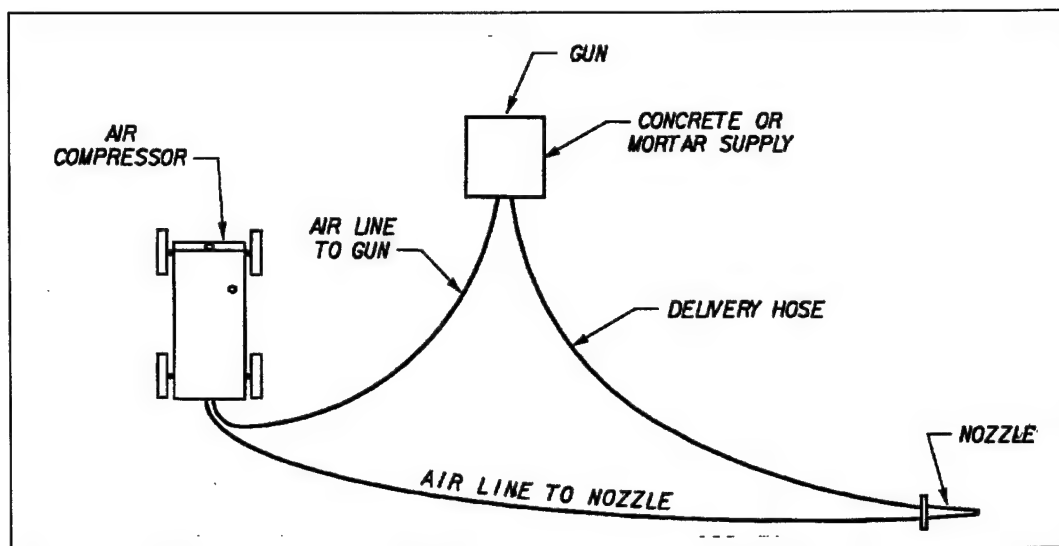 GUN
CONCRETE OR
MORTAR SUPPLY
AIR
COMPRESSOR
AIR LINE
TO GUN
DELIVERY HOSE
NOZZLE
AIR LINE TO NOZZLE